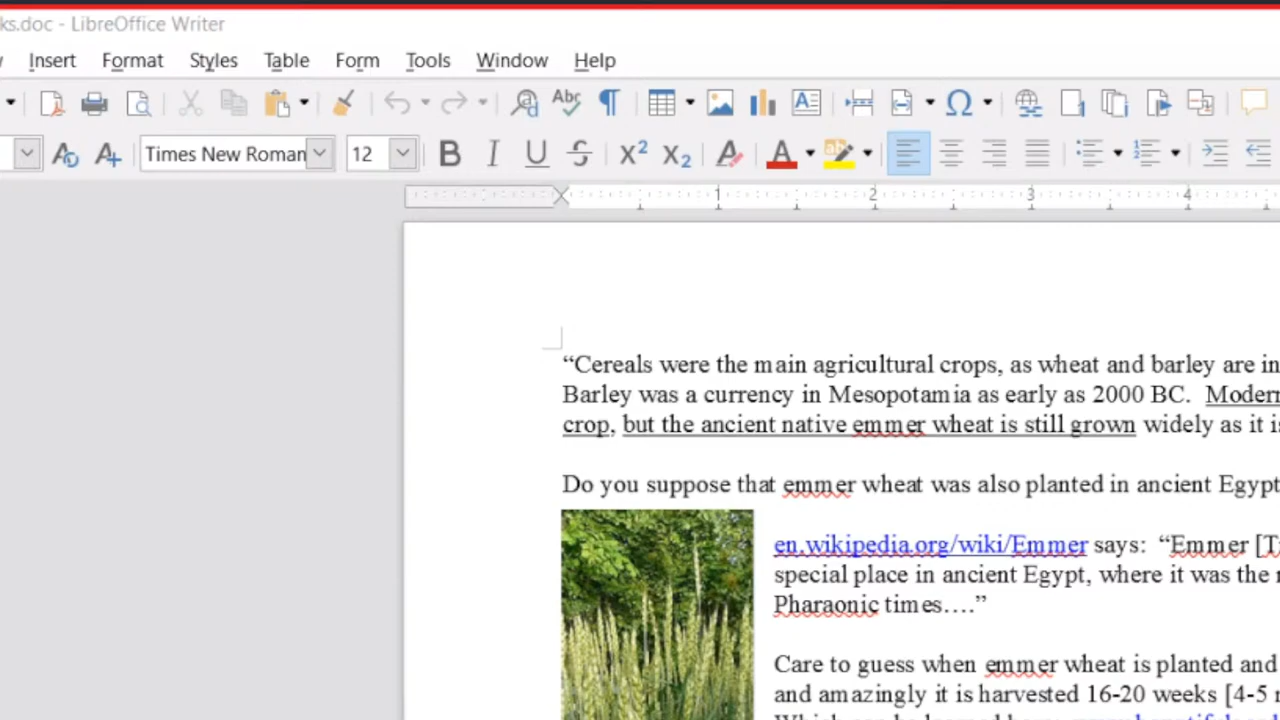 ks.doc - LibreOffice Writer
Insert Format Styles Table Form Tools Window Help
Times New Roman 12
1 2 3 4
“Cereals were the main agricultural crops, as wheat and barley are in
Barley was a currency in Mesopotamia as early as 2000 BC. Modern
crop, but the ancient native emmer wheat is still grown widely as it is
Do you suppose that emmer wheat was also planted in ancient Egypt
en.wikipedia.org/wiki/Emmer says: “Emmer [T
special place in ancient Egypt, where it was the
Pharaonic times….”
Care to guess when emmer wheat is planted and
and amazingly it is harvested 16-20 weeks [4-5